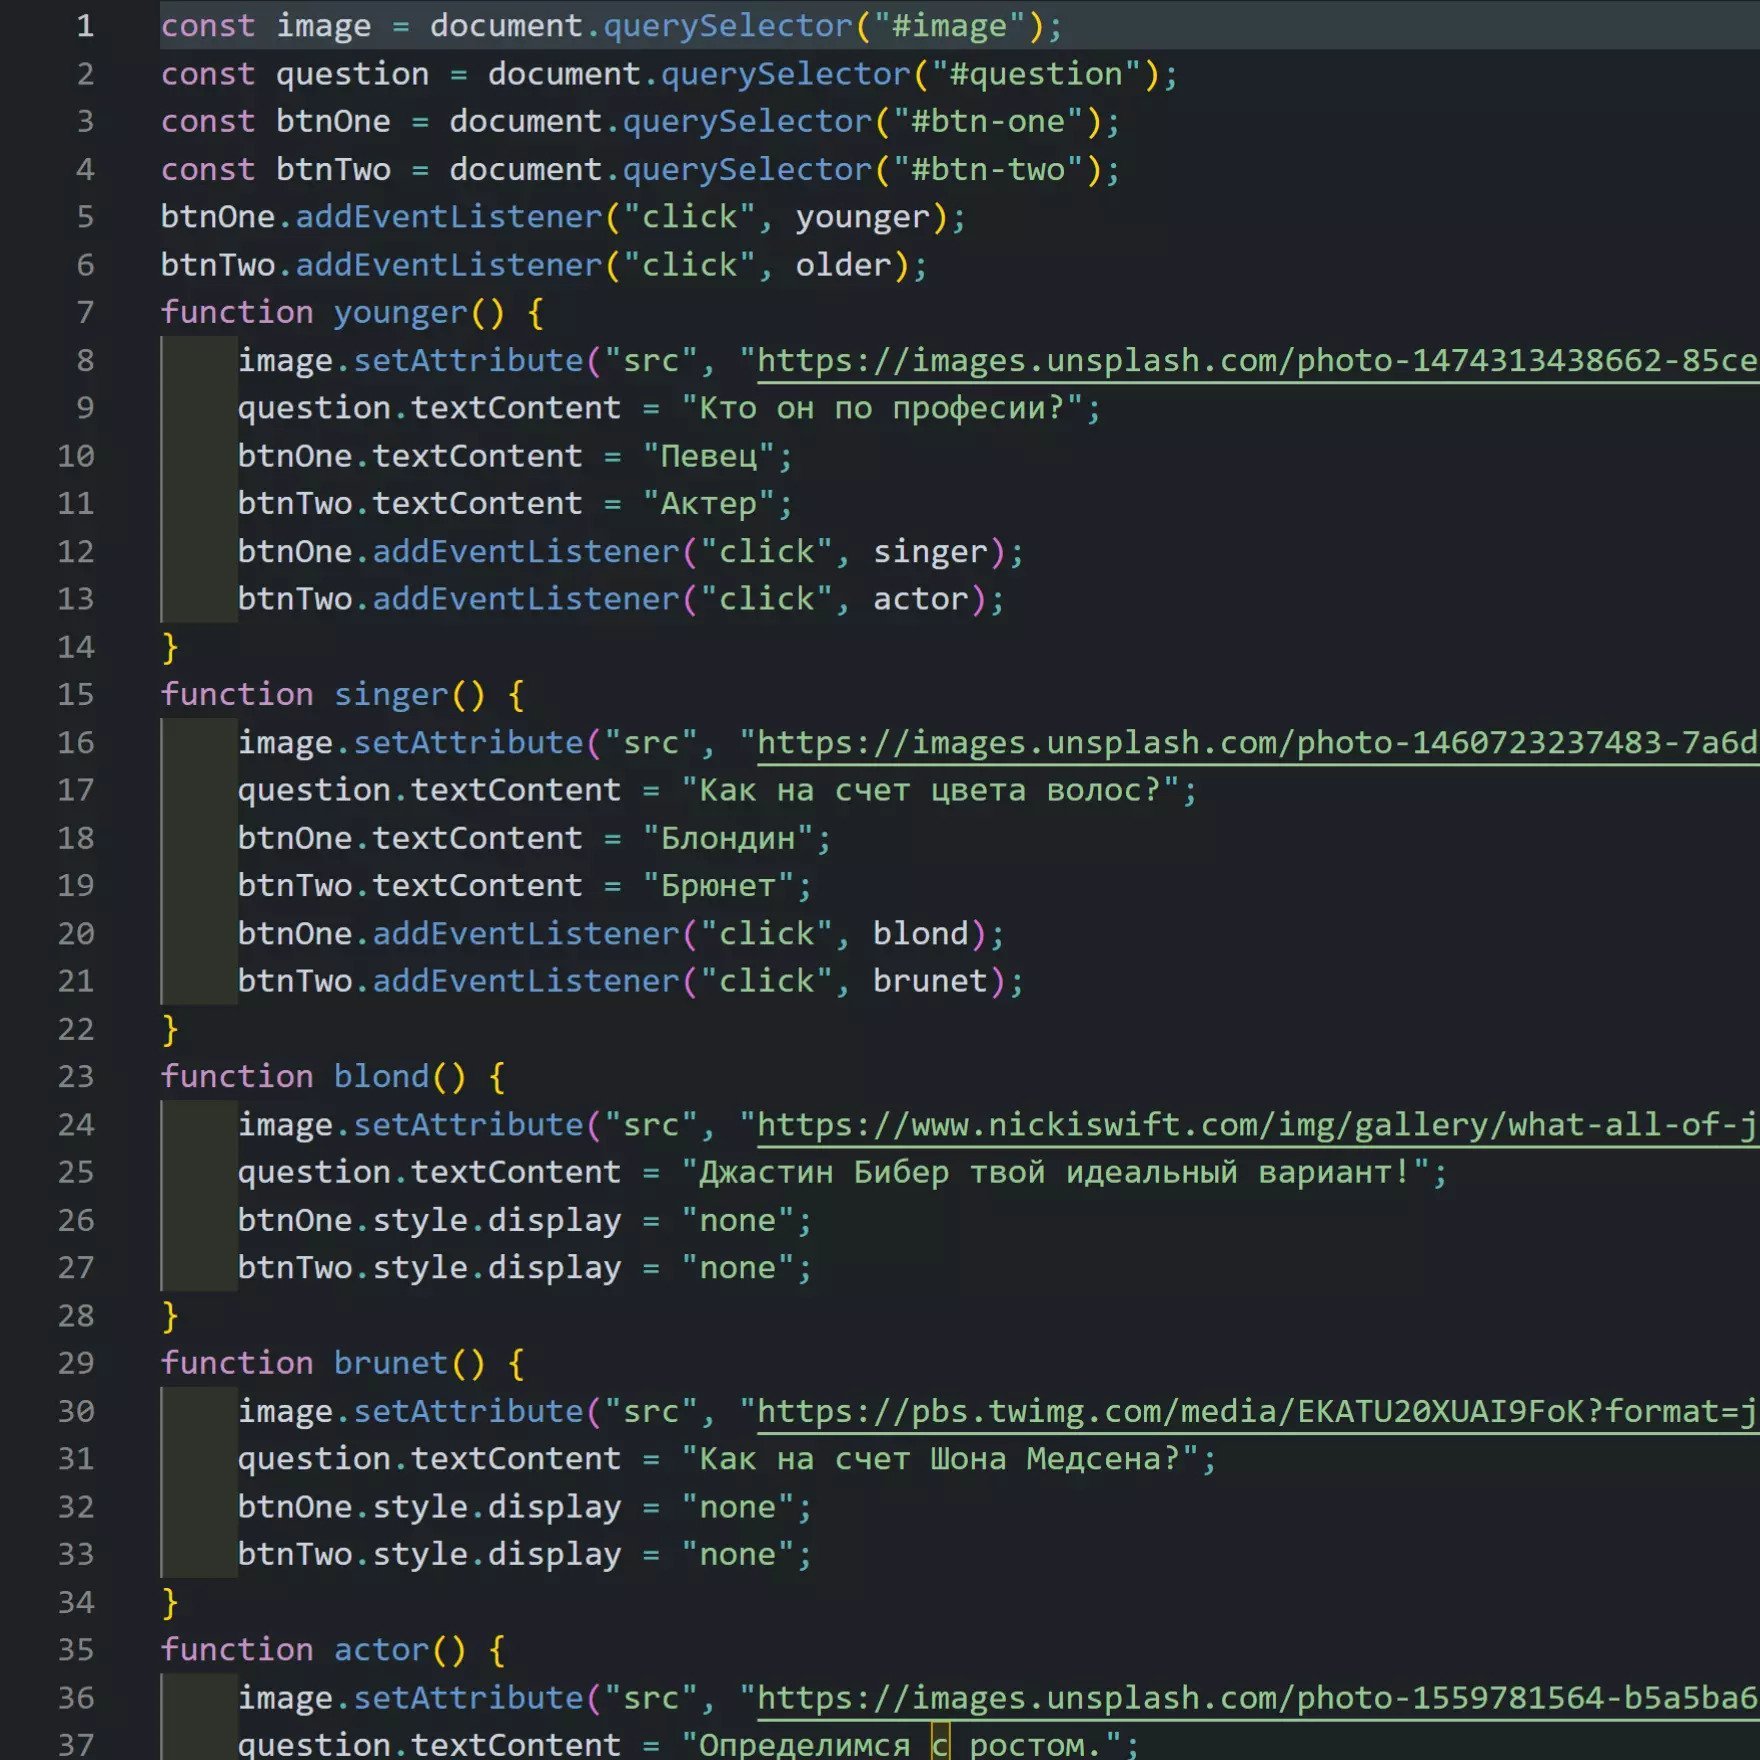 1 const image = document.querySelector("#image");
2 const question = document.querySelector("#question");
3 const btnOne = document.querySelector("#btn-one");
4 const btnTwo = document.querySelector("#btn-two");
5 btnOne.addEventListener("click", younger);
6 btnTwo.addEventListener("click", older);
7 function younger() {
8 image.setAttribute("src", "https://images.unsplash.com/photo-1474313438662-85ce
9 question.textContent = "Кто он по професии?";
10 btnOne.textContent = "Певец";
11 btnTwo.textContent = "Актер";
12 btnOne.addEventListener("click", singer);
13 btnTwo.addEventListener("click", actor);
14 }
15 function singer() {
16 image.setAttribute("src", "https://images.unsplash.com/photo-1460723237483-7a6d
17 question.textContent = "Как на счет цвета волос?";
18 btnOne.textContent = "Блондин";
19 btnTwo.textContent = "Брюнет";
20 btnOne.addEventListener("click", blond);
21 btnTwo.addEventListener("click", brunet);
22 }
23 function blond() {
24 image.setAttribute("src", "https://www.nickiswift.com/img/gallery/what-all-of-j
25 question.textContent = "Джастин Бибер твой идеальный вариант!";
26 btnOne.style.display = "none";
27 btnTwo.style.display = "none";
28 }
29 function brunet() {
30 image.setAttribute("src", "https://pbs.twimg.com/media/EKATU20XUAI9FoK?format=j
31 question.textContent = "Как на счет Шона Медсена?";
32 btnOne.style.display = "none";
33 btnTwo.style.display = "none";
34 }
35 function actor() {
36 image.setAttribute("src", "https://images.unsplash.com/photo-1559781564-b5a5ba6
37 question.textContent = "Определимся с ростом.";